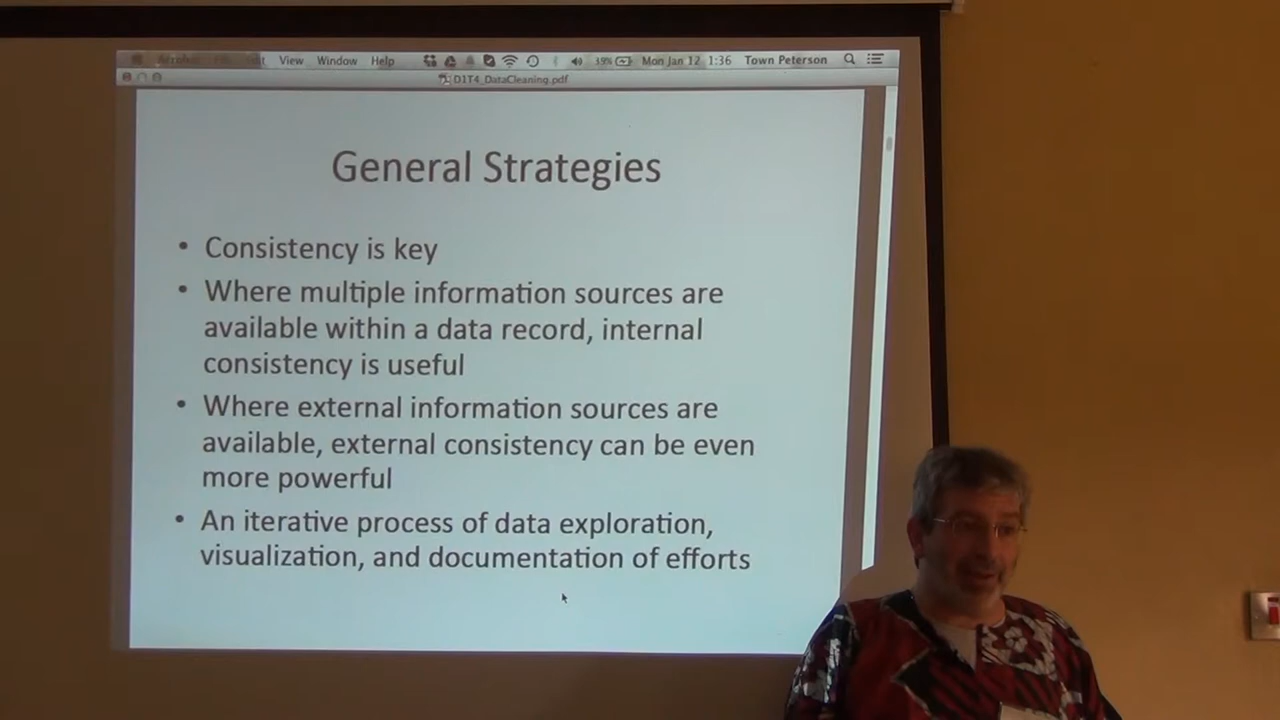 View Window Help 39% Mon Jan 12 1:36 Town Peterson
D1T4_DataCleaning.pdf
General Strategies
• Consistency is key
• Where multiple information sources are
available within a data record, internal
consistency is useful
• Where external information sources are
available, external consistency can be even
more powerful
• An iterative process of data exploration,
visualization, and documentation of efforts